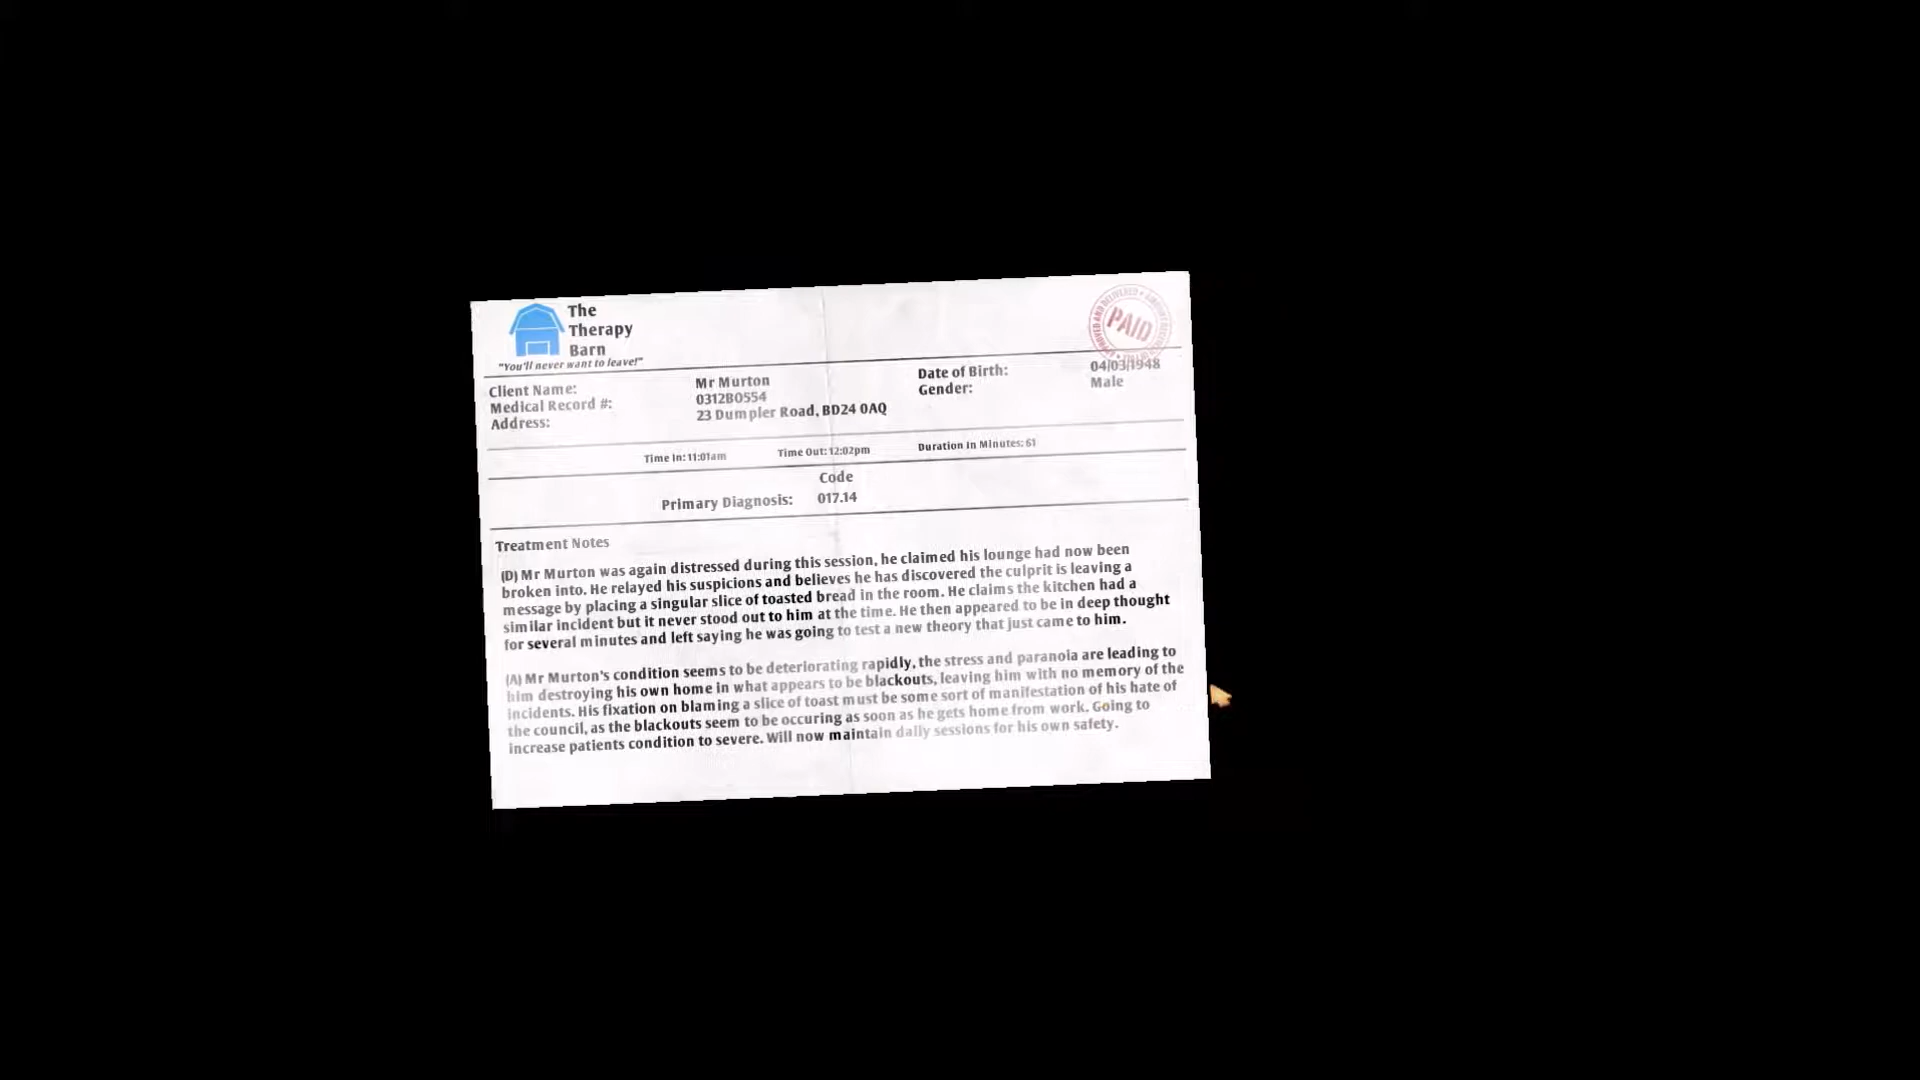 The
Therapy
Barn
"You'll never want to leave!"
PAID
Client Name: Mr Murton
Medical Record #: 0312B0554
Address: 23 Dumpler Road, BD24 0AQ
Date of Birth: 04/03/1948
Gender: Male
Time In: 11:01am Time Out: 12:02pm Duration In Minutes: 61
Code
Primary Diagnosis: 017.14
Treatment Notes
(D) Mr Murton was again distressed during this session, he claimed his lounge had now been
broken into. He relayed his suspicions and believes he has discovered the culprit is leaving a
message by placing a singular slice of toasted bread in the room. He claims the kitchen had a
similar incident but it never stood out to him at the time. He then appeared to be in deep thought
for several minutes and left saying he was going to test a new theory that just came to him.
(A) Mr Murton's condition seems to be deteriorating rapidly, the stress and paranoia are leading to
him destroying his own home in what appears to be blackouts, leaving him with no memory of the
incidents. His fixation on blaming a slice of toast must be some sort of manifestation of his hate of
the council, as the blackouts seem to be occuring as soon as he gets home from work. Going to
increase patients condition to severe. Will now maintain daily sessions for his own safety.